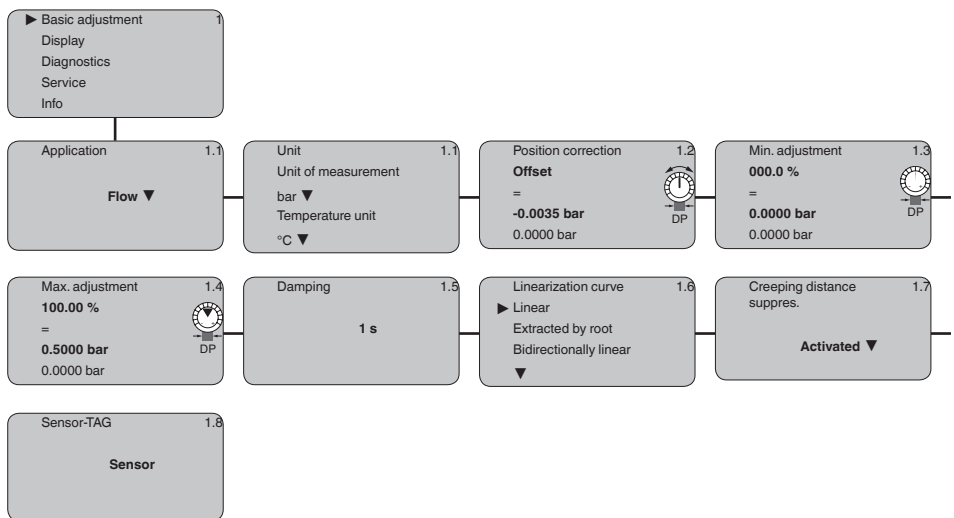 ▶ Basic adjustment 1
Display
Diagnostics
Service
Info
Application 1.1
Flow ▼
Unit 1.1
Unit of measurement
bar ▼
Temperature unit
°C ▼
Position correction 1.2
Offset
=
-0.0035 bar
0.0000 bar
DP
Min. adjustment 1.3
000.0 %
=
0.0000 bar
0.0000 bar
DP
Max. adjustment 1.4
100.00 %
=
0.5000 bar
0.0000 bar
DP
Damping 1.5
1 s
Linearization curve 1.6
▶ Linear
Extracted by root
Bidirectionally linear
▼
Creeping distance 1.7
suppres.
Activated ▼
Sensor-TAG 1.8
Sensor